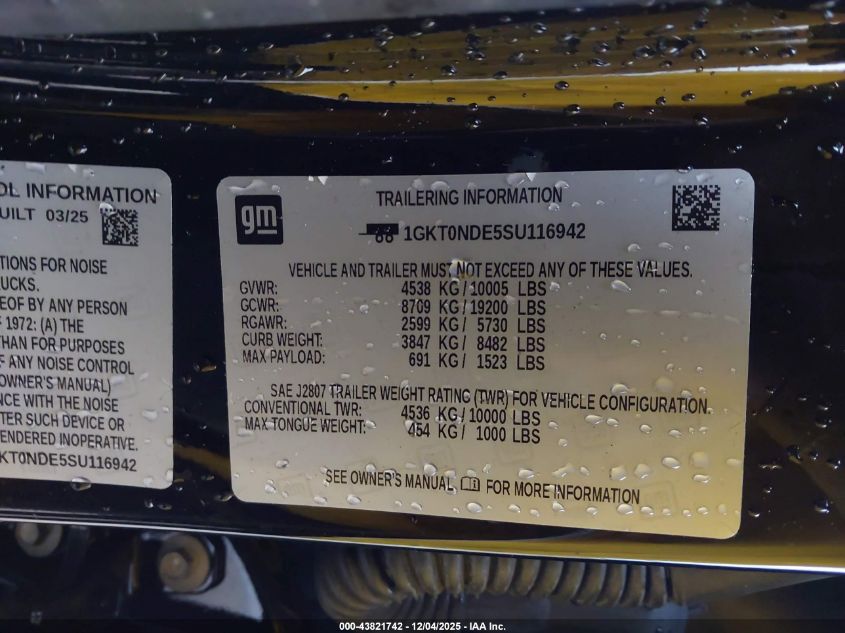 OL INFORMATION
UILT 03/25
TIONS FOR NOISE
UCKS.
EOF BY ANY PERSON
F 1972: (A) THE
THAN FOR PURPOSES
F ANY NOISE CONTROL
OWNER'S MANUAL)
NCE WITH THE NOISE
TER SUCH DEVICE OR
ENDERED INOPERATIVE.
KT0NDE5SU116942
gm
TRAILERING INFORMATION
1GKT0NDE5SU116942
VEHICLE AND TRAILER MUST NOT EXCEED ANY OF THESE VALUES.
GVWR: 4538 KG / 10005 LBS
GCWR: 8709 KG / 19200 LBS
RGAWR: 2599 KG / 5730 LBS
CURB WEIGHT: 3847 KG / 8482 LBS
MAX PAYLOAD: 691 KG / 1523 LBS
SAE J2807 TRAILER WEIGHT RATING (TWR) FOR VEHICLE CONFIGURATION.
CONVENTIONAL TWR: 4536 KG / 10000 LBS
MAX TONGUE WEIGHT: 454 KG / 1000 LBS
SEE OWNER'S MANUAL FOR MORE INFORMATION
000-43821742 - 12/04/2025 - IAA Inc.